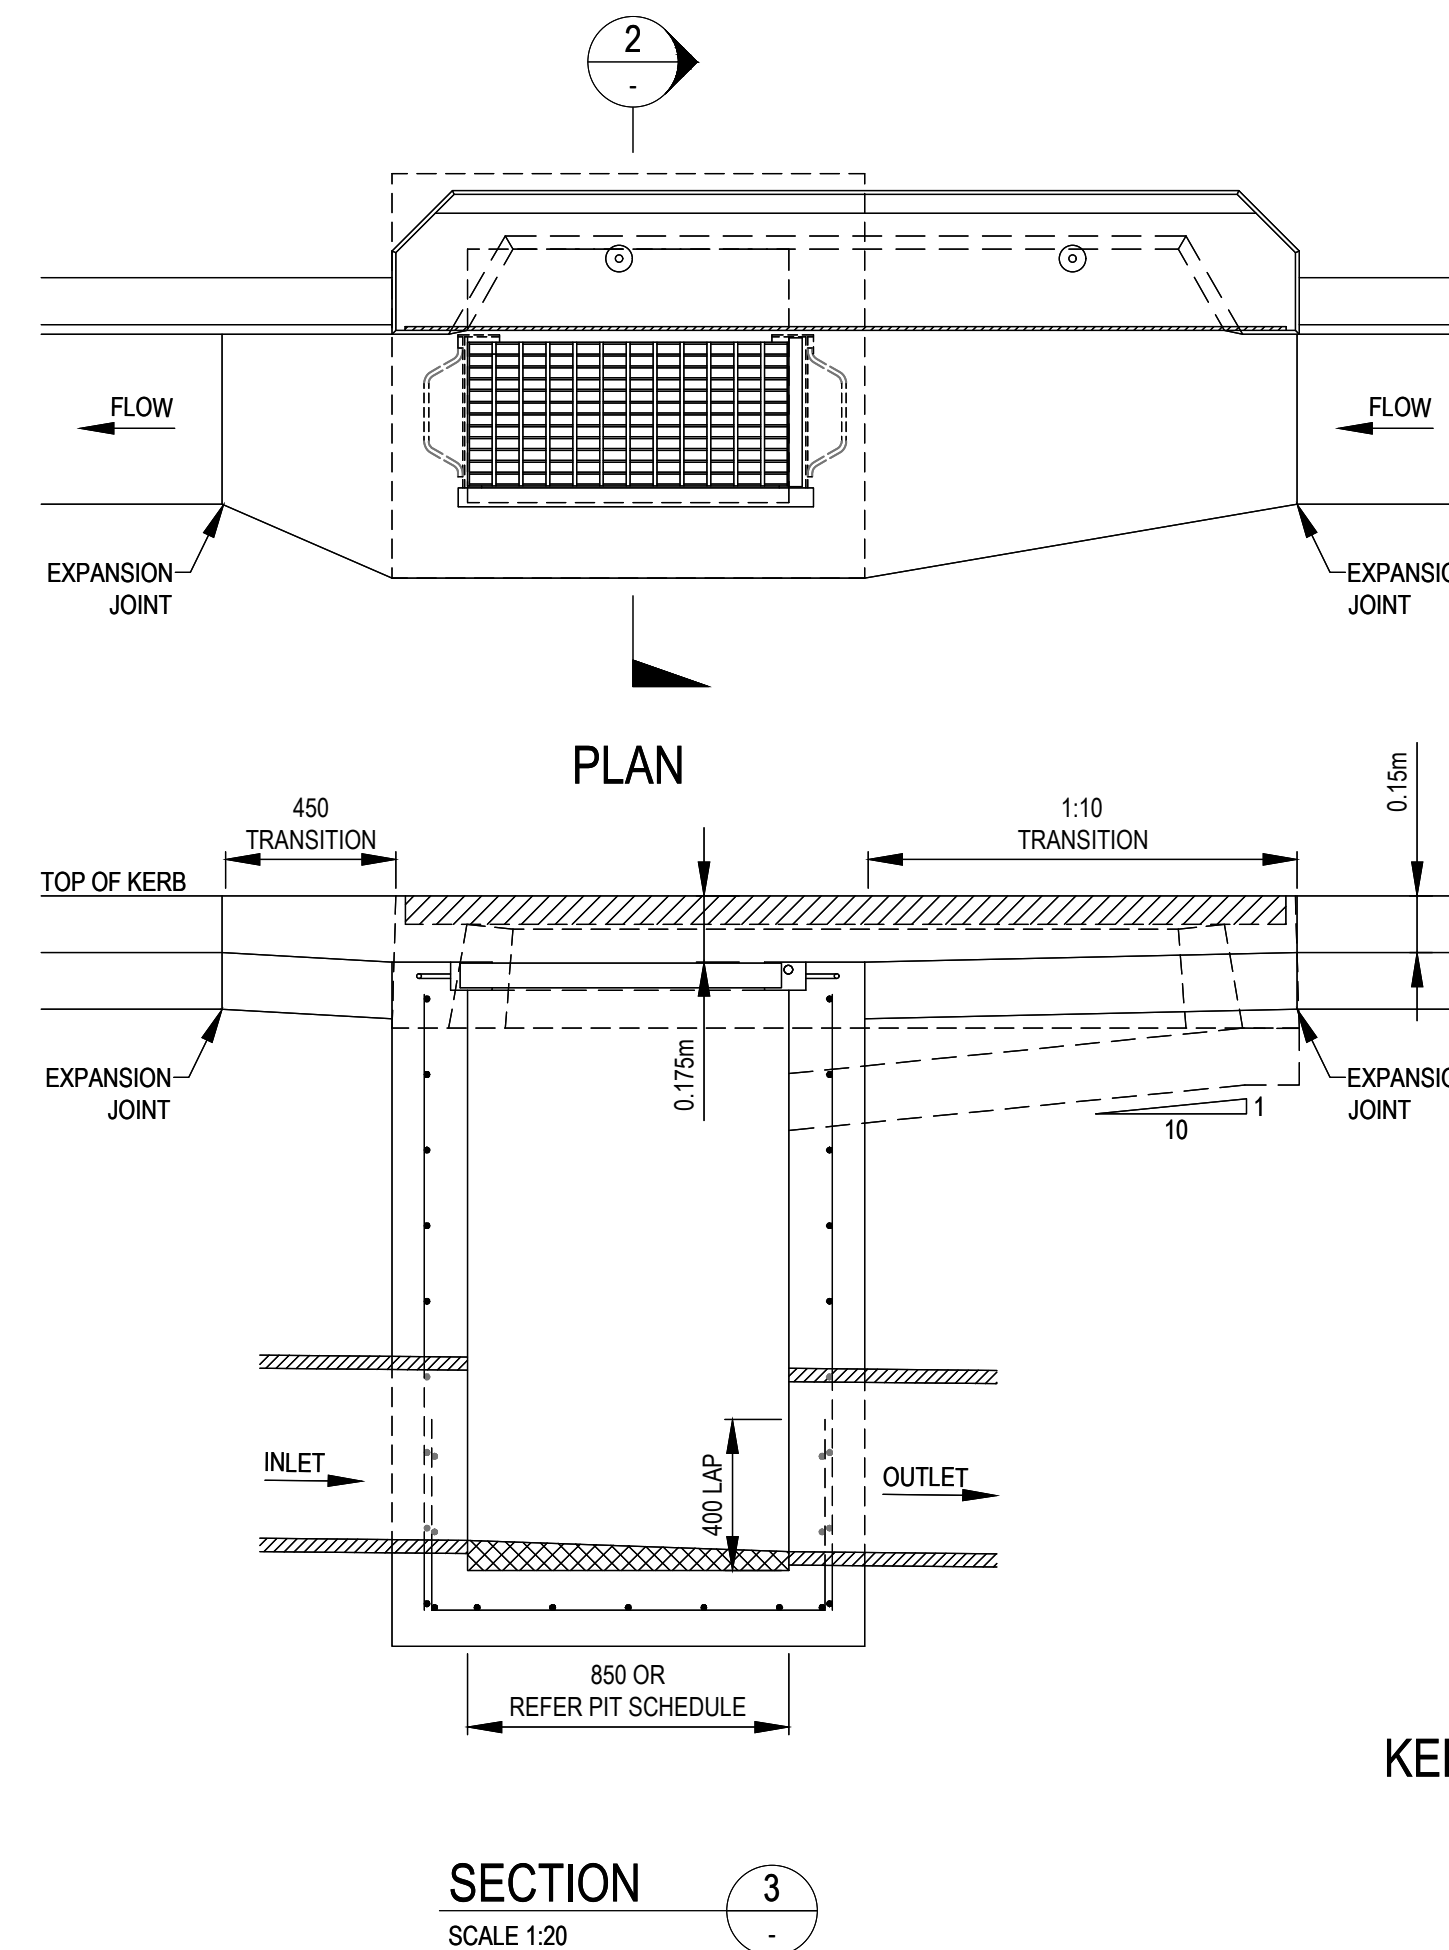 2
-
FLOW
FLOW
EXPANSION
JOINT
EXPANSIO
JOINT
PLAN
450
TRANSITION
1:10
TRANSITION
0.15m
TOP OF KERB
0.175m
EXPANSION
JOINT
EXPANSIO
JOINT
1
10
INLET
OUTLET
400 LAP
850 OR
REFER PIT SCHEDULE
KE
SECTION
3
-
SCALE 1:20